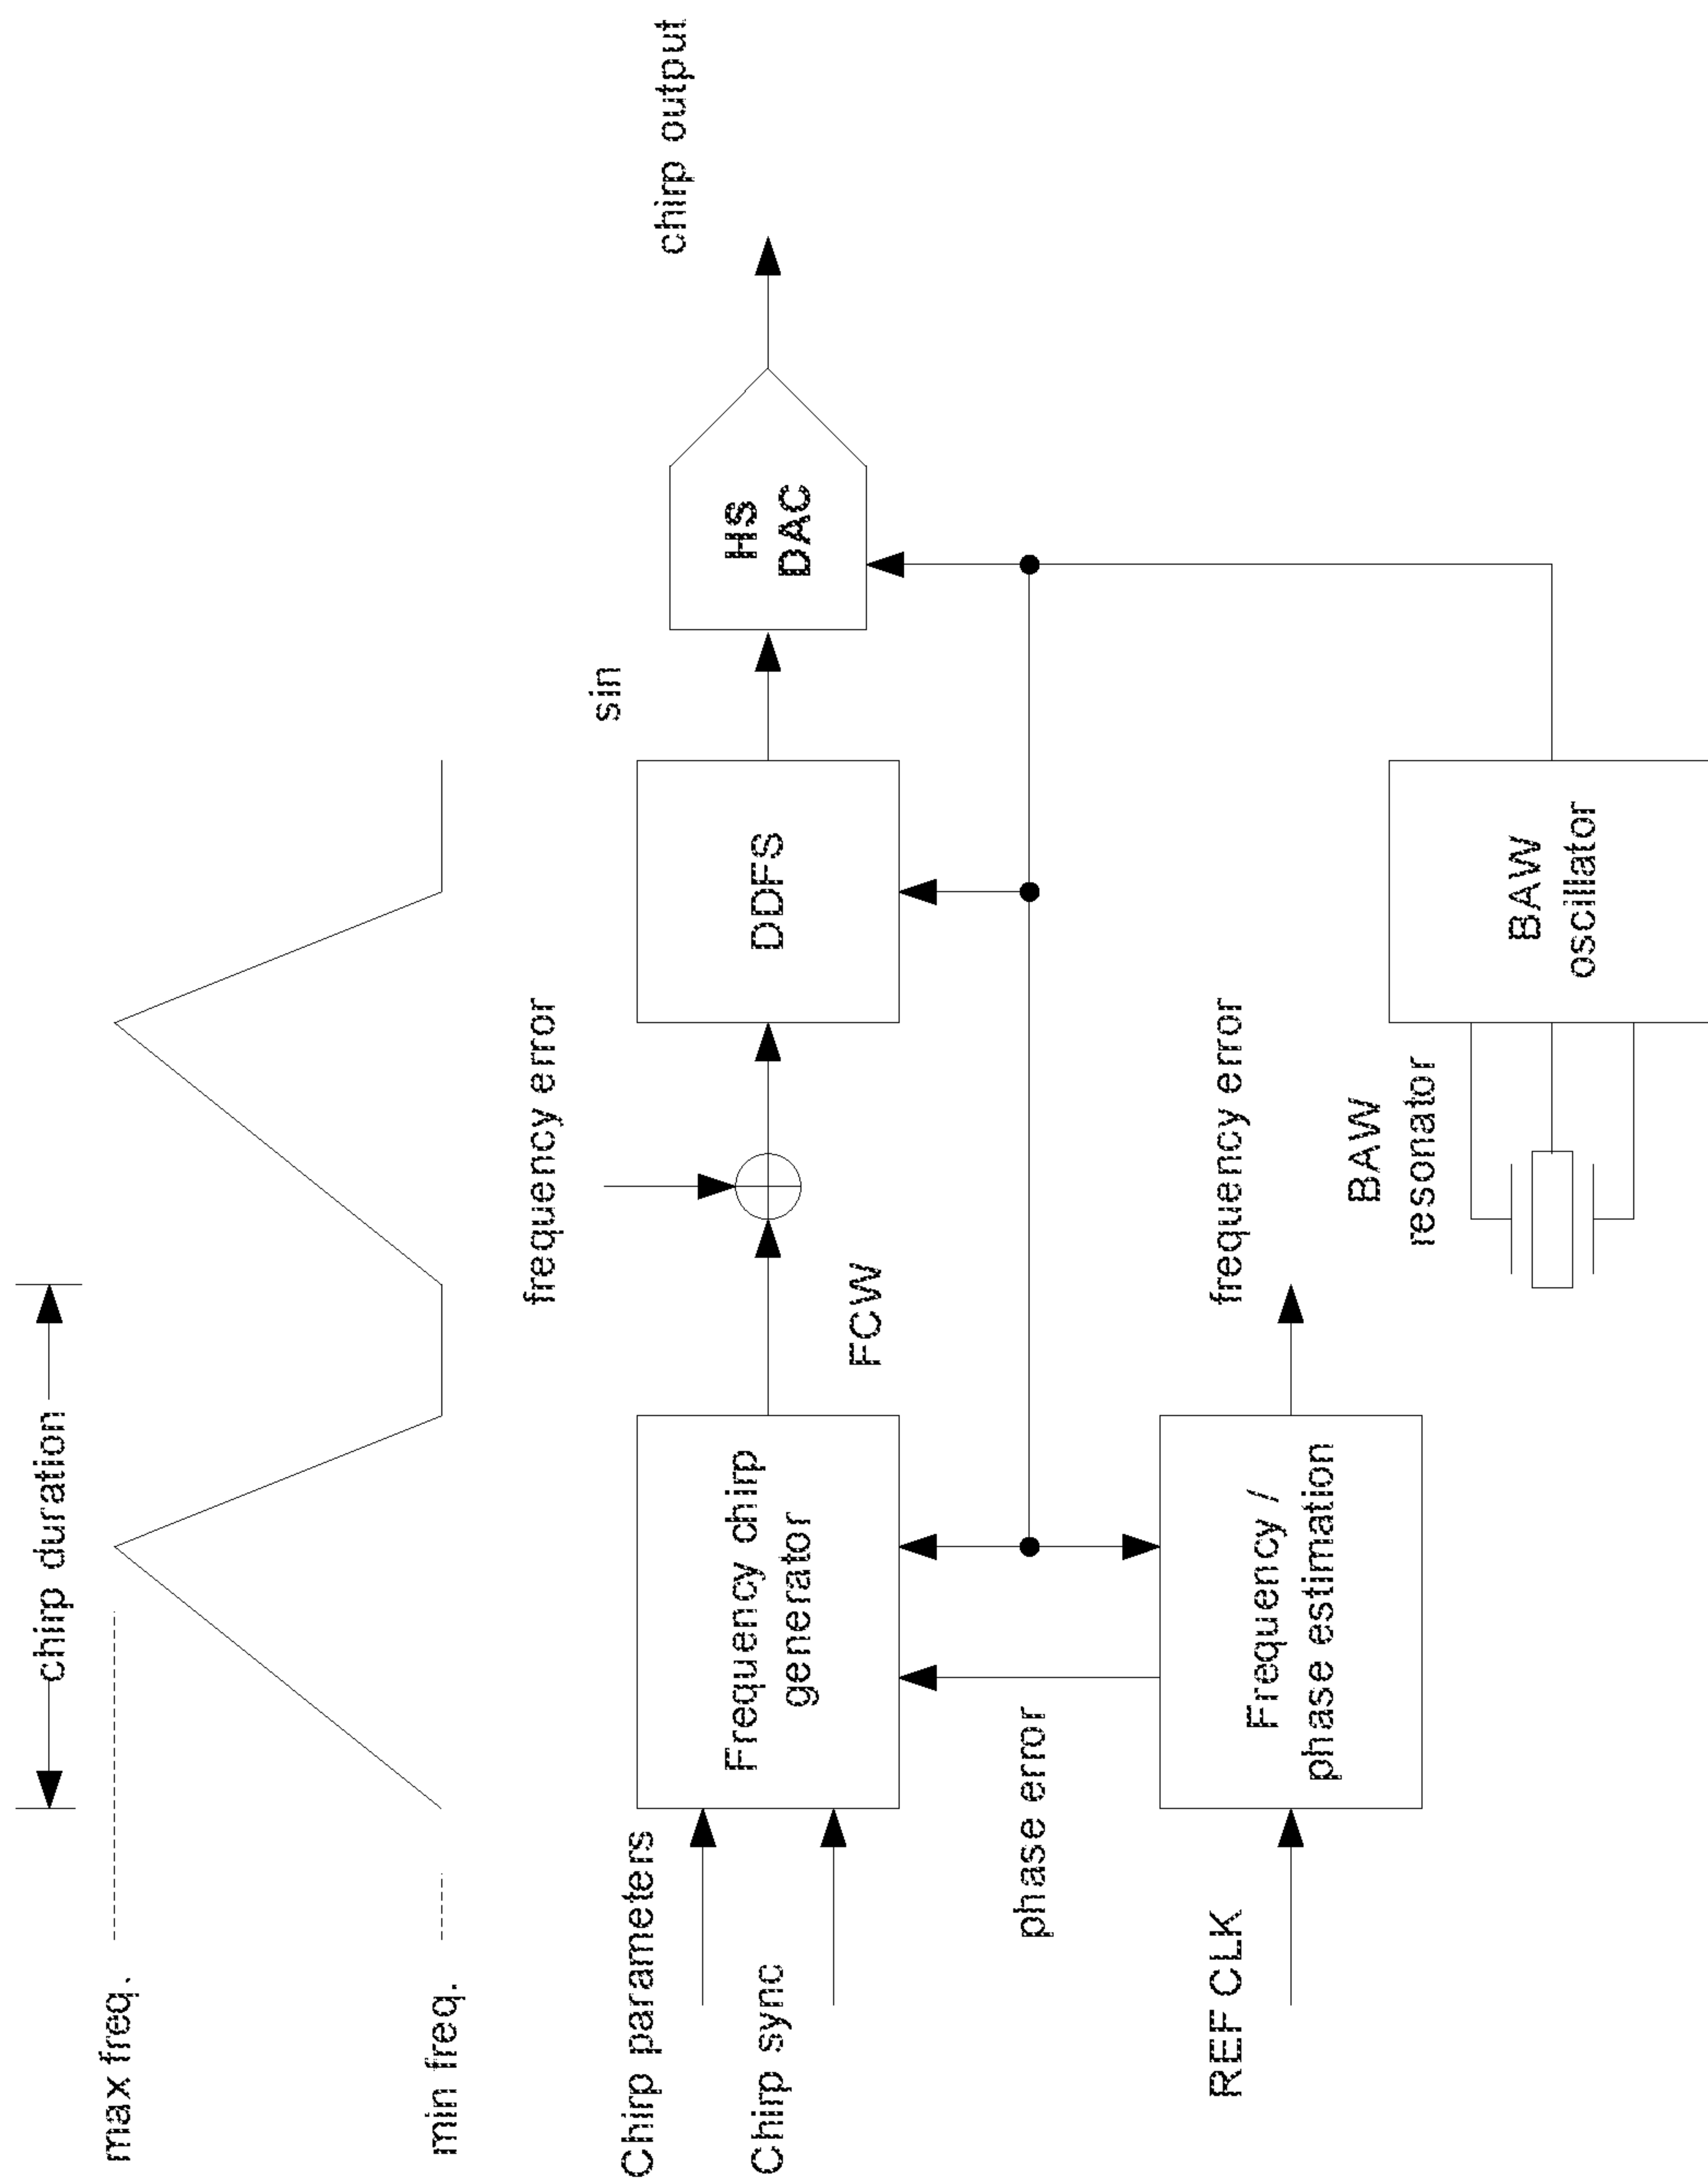 chirp duration
max freq.
min freq.
frequency error
Chirp parameters
Chirp sync
Frequency chirp
generator
FCW
DDFS
sin
HS
DAC
chirp output
phase error
REF CLK
Frequency /
phase estimation
frequency error
BAW
resonator
BAW
oscillator